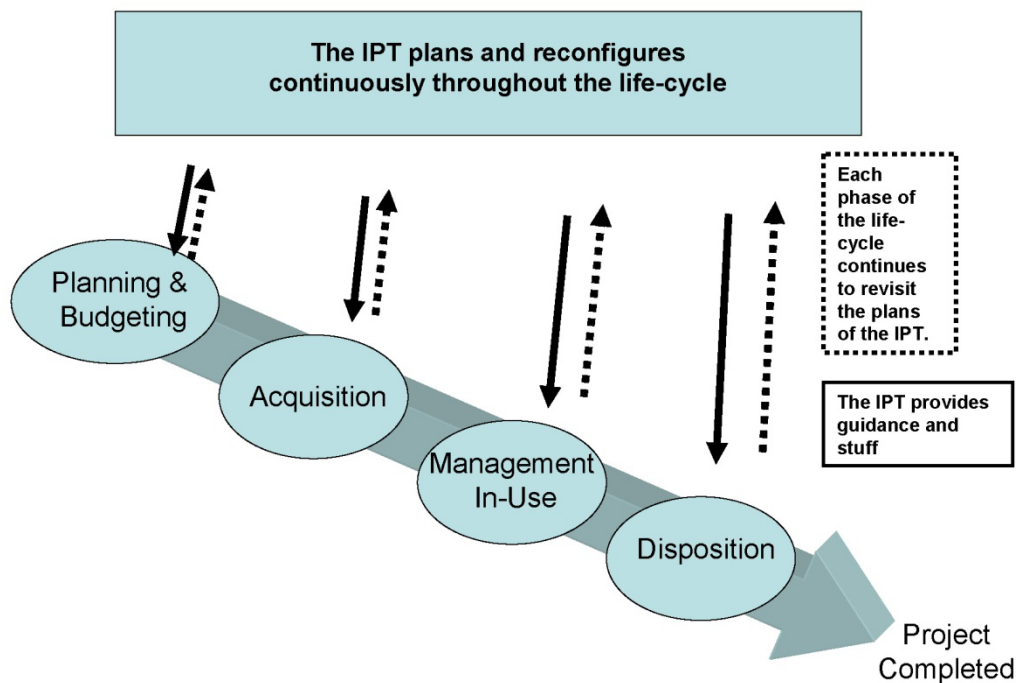 The IPT plans and reconfigures
continuously throughout the life-cycle
Each
phase of
the life-
cycle
continues
to revisit
the plans
of the IPT.
The IPT provides
guidance and
stuff
Planning &
Budgeting
Acquisition
Management
In-Use
Disposition
Project
Completed